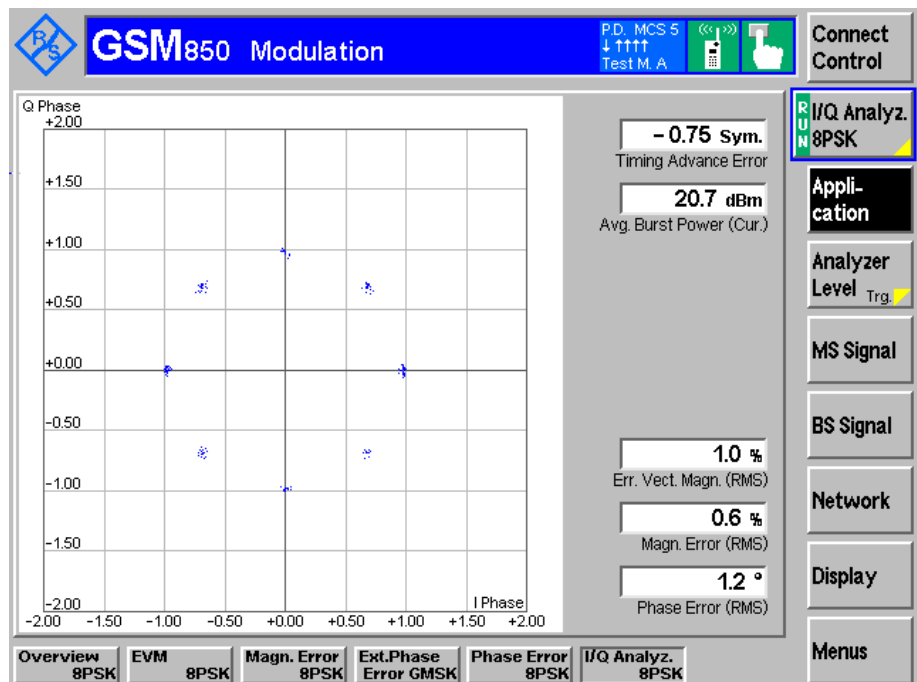 R&S
GSM850 Modulation
P.D. MCS 5
↓ ↑↑↑↑
Test M. A
Connect
Control
Q Phase
+2.00
+1.50
+1.00
+0.50
+0.00
-0.50
-1.00
-1.50
-2.00
I Phase
-2.00 -1.50 -1.00 -0.50 +0.00 +0.50 +1.00 +1.50 +2.00
- 0.75 Sym.
Timing Advance Error
20.7 dBm
Avg. Burst Power (Cur.)
1.0 %
Err. Vect. Magn. (RMS)
0.6 %
Magn. Error (RMS)
1.2 °
Phase Error (RMS)
RUN
I/Q Analyz.
8PSK
Appli-
cation
Analyzer
Level Trg.
MS Signal
BS Signal
Network
Display
Menus
Overview
8PSK
EVM
8PSK
Magn. Error
8PSK
Ext.Phase
Error GMSK
Phase Error
8PSK
I/Q Analyz.
8PSK